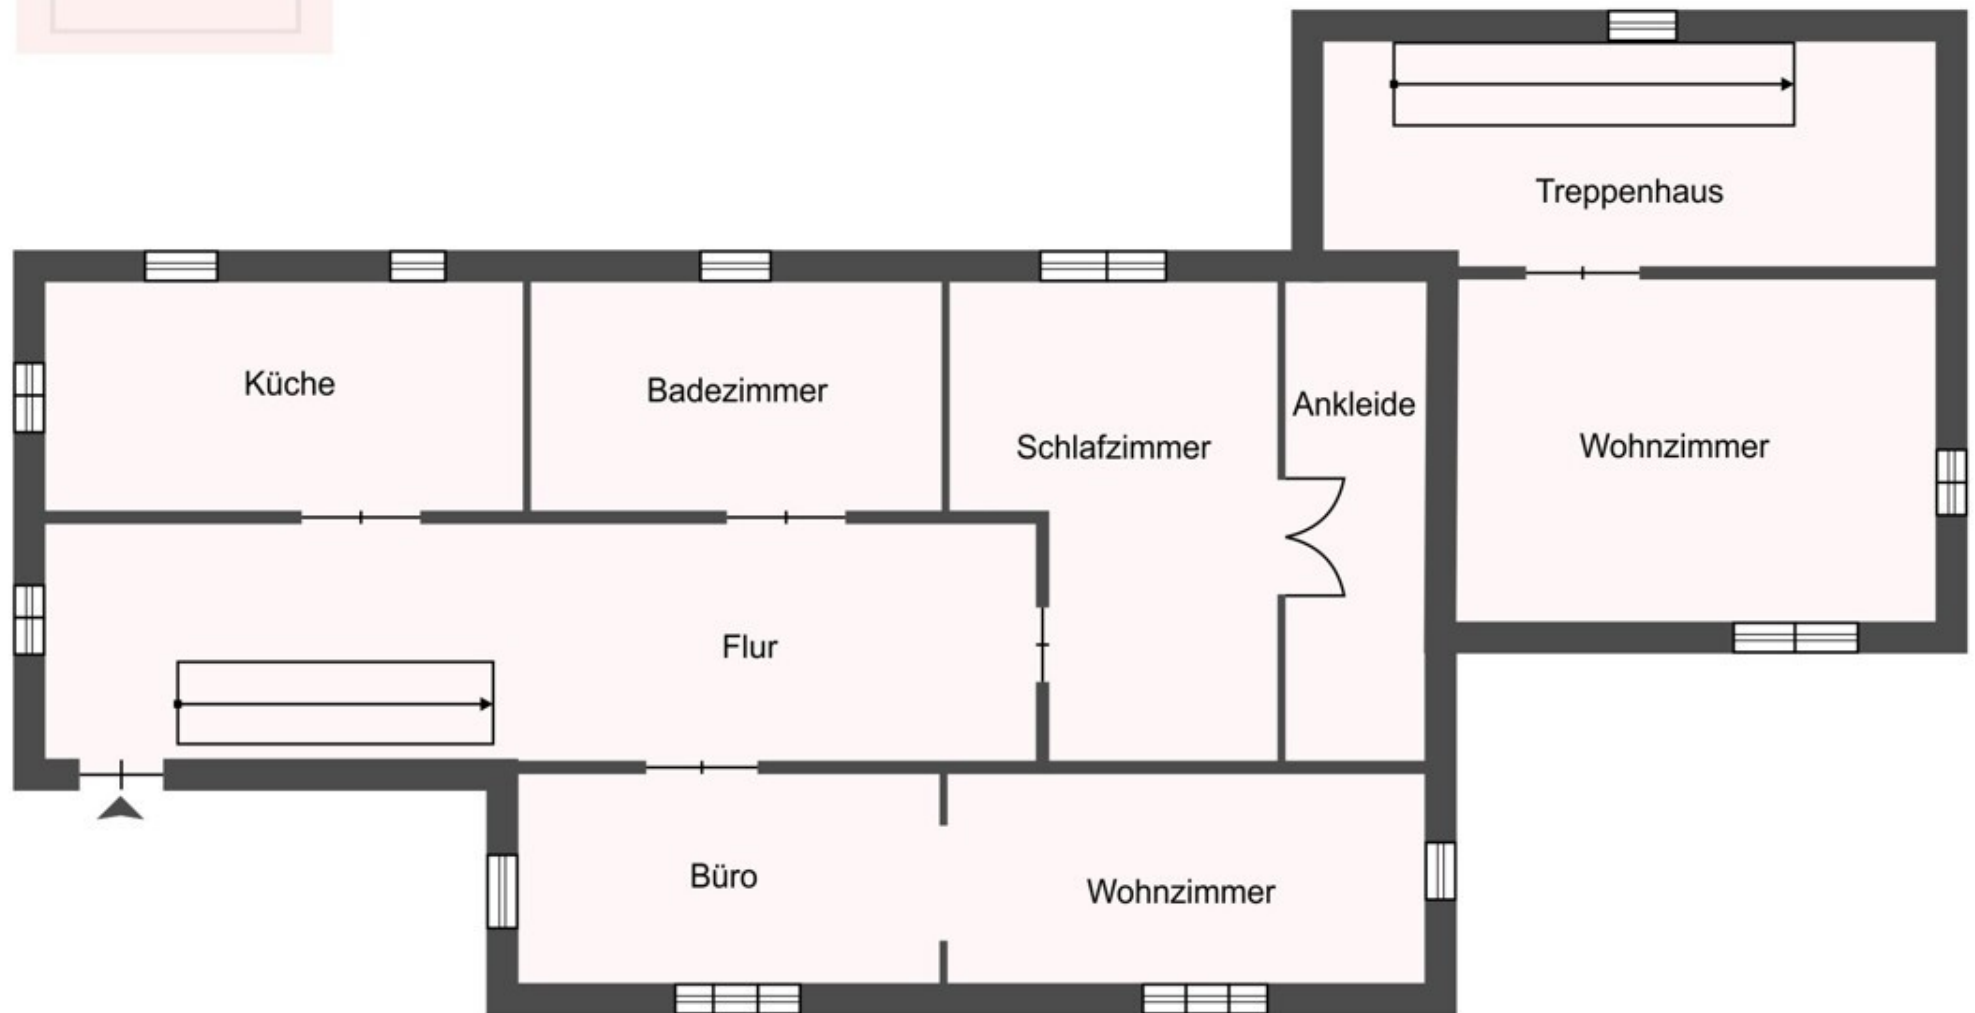 Treppenhaus
Küche
Badezimmer
Ankleide
Schlafzimmer
Wohnzimmer
Flur
Büro
Wohnzimmer